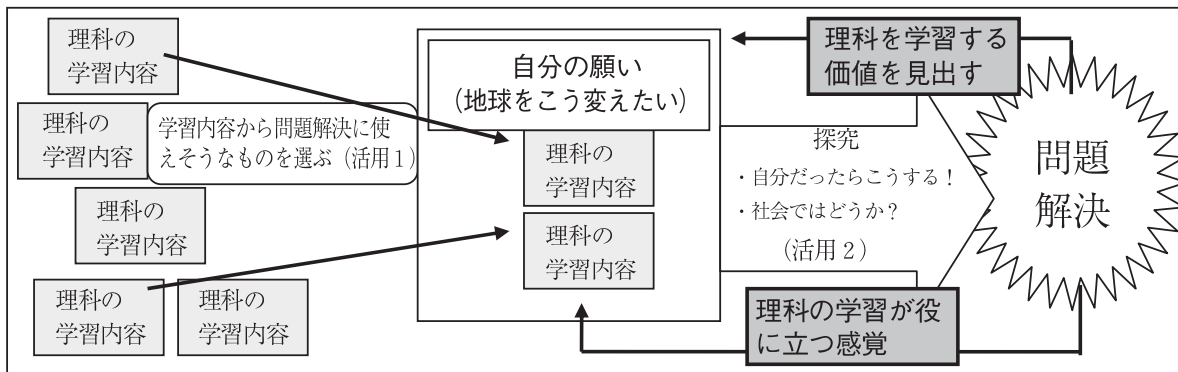 理科の
学習内容
理科の
学習内容
学習内容から問題解決に使
えそうなものを選ぶ（活用１）
理科の
学習内容
理科の
学習内容
理科の
学習内容
自分の願い
（地球をこう変えたい）
理科の
学習内容
理科の
学習内容
理科を学習する
価値を見出す
探究
・自分だったらこうする！
・社会ではどうか？
（活用２）
理科の学習が役
に立つ感覚
問題
解決